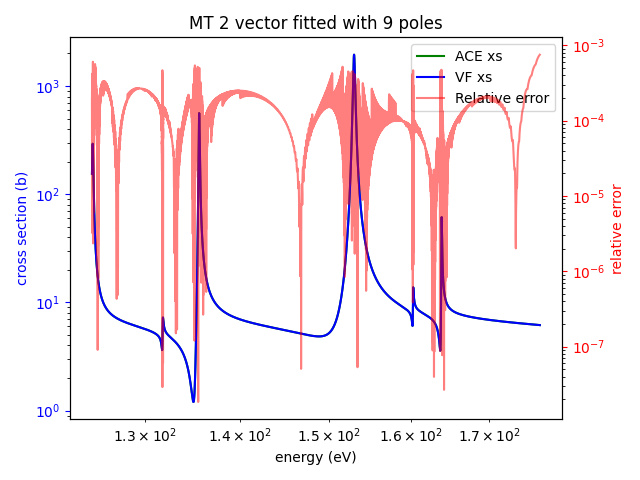 MT 2 vector fitted with 9 poles
ACE xs
VF xs
Relative error
10³
10²
10¹
10⁰
cross section (b)
10⁻³
10⁻⁴
10⁻⁵
10⁻⁶
10⁻⁷
relative error
1.3 × 10²
1.4 × 10²
1.5 × 10²
1.6 × 10²
1.7 × 10²
energy (eV)